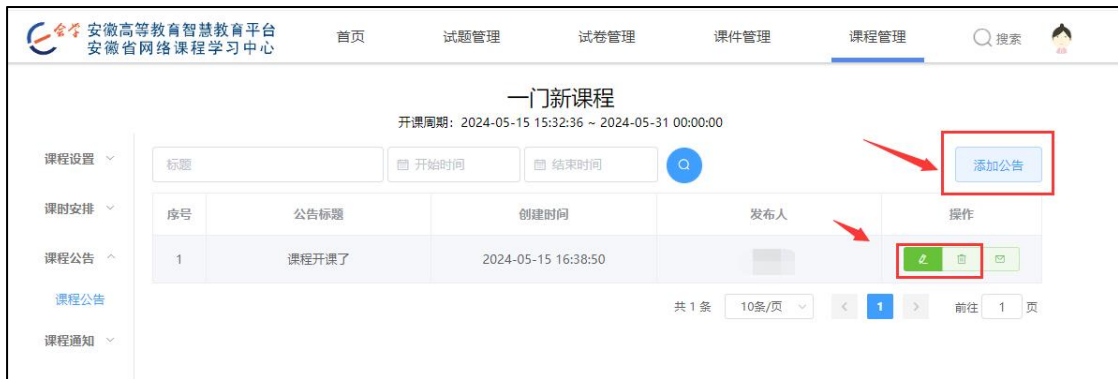 会学 安徽高等教育智慧教育平台
安徽省网络课程学习中心
首页 试题管理 试卷管理 课件管理 课程管理 搜索
一门新课程
开课周期：2024-05-15 15:32:36 ~ 2024-05-31 00:00:00
课程设置 标题 开始时间 结束时间 添加公告
课时安排 序号 公告标题 创建时间 发布人 操作
课程公告 1 课程开课了 2024-05-15 16:38:50
课程公告 共 1 条 10条/页 < 1 > 前往 1 页
课程通知